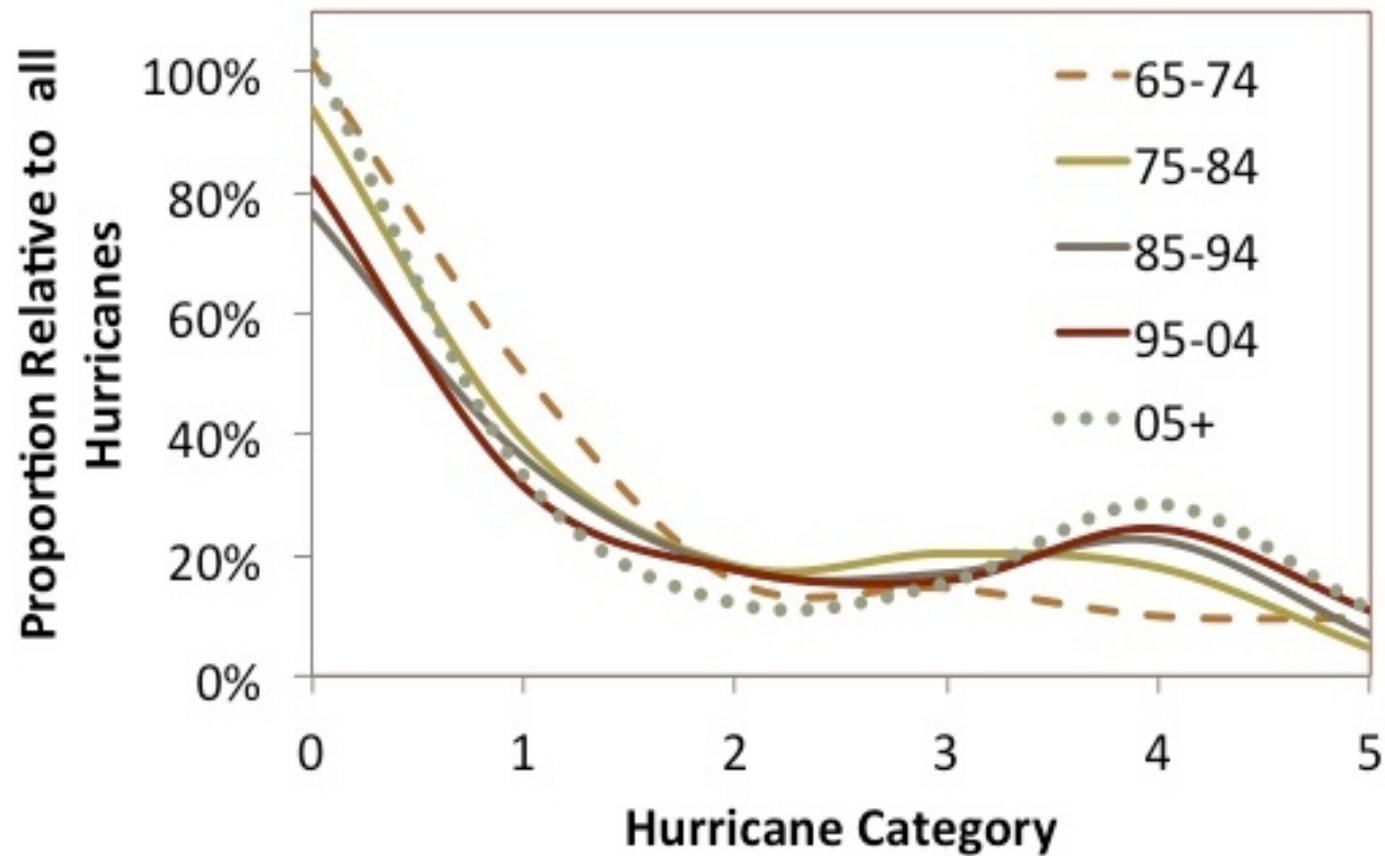 Proportion Relative to all
Hurricanes
100%
80%
60%
40%
20%
0%
65-74
75-84
85-94
95-04
05+
0 1 2 3 4 5
Hurricane Category